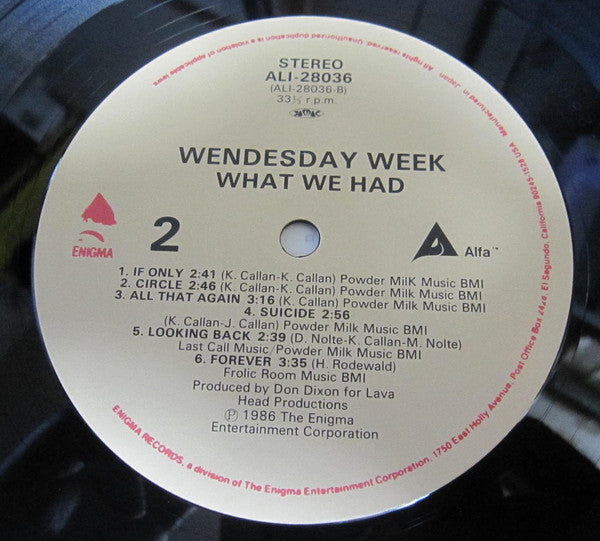 STEREO
ALI-28036
(ALI-28036-B)
33⅓ r.p.m.
WENDESDAY WEEK
WHAT WE HAD
ENIGMA
2
Alfa™
1. IF ONLY 2:41 (K. Callan-K. Callan) Powder MilK Music BMI
2. CIRCLE 2:46 (K. Callan-K. Callan) Powder Milk Music BMI
3. ALL THAT AGAIN 3:16 (K. Callan-K. Callan) Powder Milk Music BMI
4. SUICIDE 2:56
(K. Callan-J. Callan) Powder Milk Music BMI
5. LOOKING BACK 2:39 (D. Nolte-K. Callan-M. Nolte)
Last Call Music/Powder Milk Music BMI
6. FOREVER 3:35 (H. Rodewald)
Frolic Room Music BMI
Produced by Don Dixon for Lava
Head Productions
Ⓟ 1986 The Enigma
Entertainment Corporation
ENIGMA RECORDS, a division of The Enigma Entertainment Corporation, 1750 East Holly Avenue, Post Office Box 2428, El Segundo, California 90245-1528 USA Manufactured in Japan. All rights reserved. Unauthorized duplication is a violation of applicable laws.